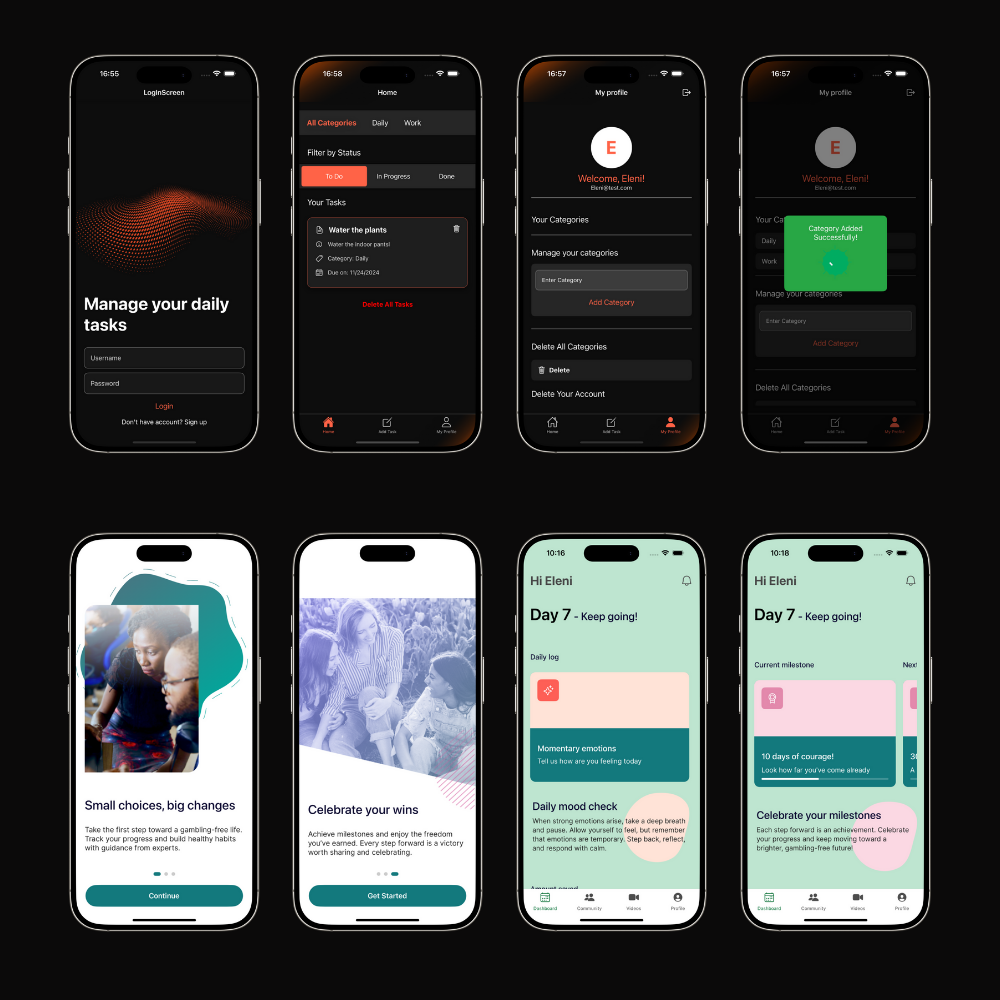 16:55
LogInScreen
Manage your daily
tasks
Username
Password
Login
Don't have account? Sign up
16:58
Home
All Categories Daily Work
Filter by Status
To Do In Progress Done
Your Tasks
Water the plants
Water the indoor pants!
Category: Daily
Due on: 11/24/2024
Delete All Tasks
Home Add Task My Profile
16:57
My profile
E
Welcome, Eleni!
Eleni@test.com
Your Categories
Manage your categories
Enter Category
Add Category
Delete All Categories
Delete
Delete Your Account
Home Add Task My Profile
16:57
My profile
E
Welcome, Eleni!
Eleni@test.com
Your Ca
Category Added
Successfully!
Daily
Work
Manage your categories
Enter Category
Add Category
Delete All Categories
Home Add Task My Profile
Small choices, big changes
Take the first step toward a gambling-free life.
Track your progress and build healthy habits
with guidance from experts.
Continue
Celebrate your wins
Achieve milestones and enjoy the freedom
you've earned. Every step forward is a victory
worth sharing and celebrating.
Get Started
10:16
Hi Eleni
Day 7 - Keep going!
Daily log
Momentary emotions
Tell us how are you feeling today
Daily mood check
When strong emotions arise, take a deep breath
and pause. Allow yourself to feel, but remember
that emotions are temporary. Step back, reflect,
and respond with calm.
Amount saved
Dashboard Community Videos Profile
10:18
Hi Eleni
Day 7 - Keep going!
Current milestone Next
10 days of courage! 30
Look how far you've come already A
Celebrate your milestones
Each step forward is an achievement. Celebrate
your progress and keep moving toward a
brighter, gambling-free future!
Dashboard Community Videos Profile